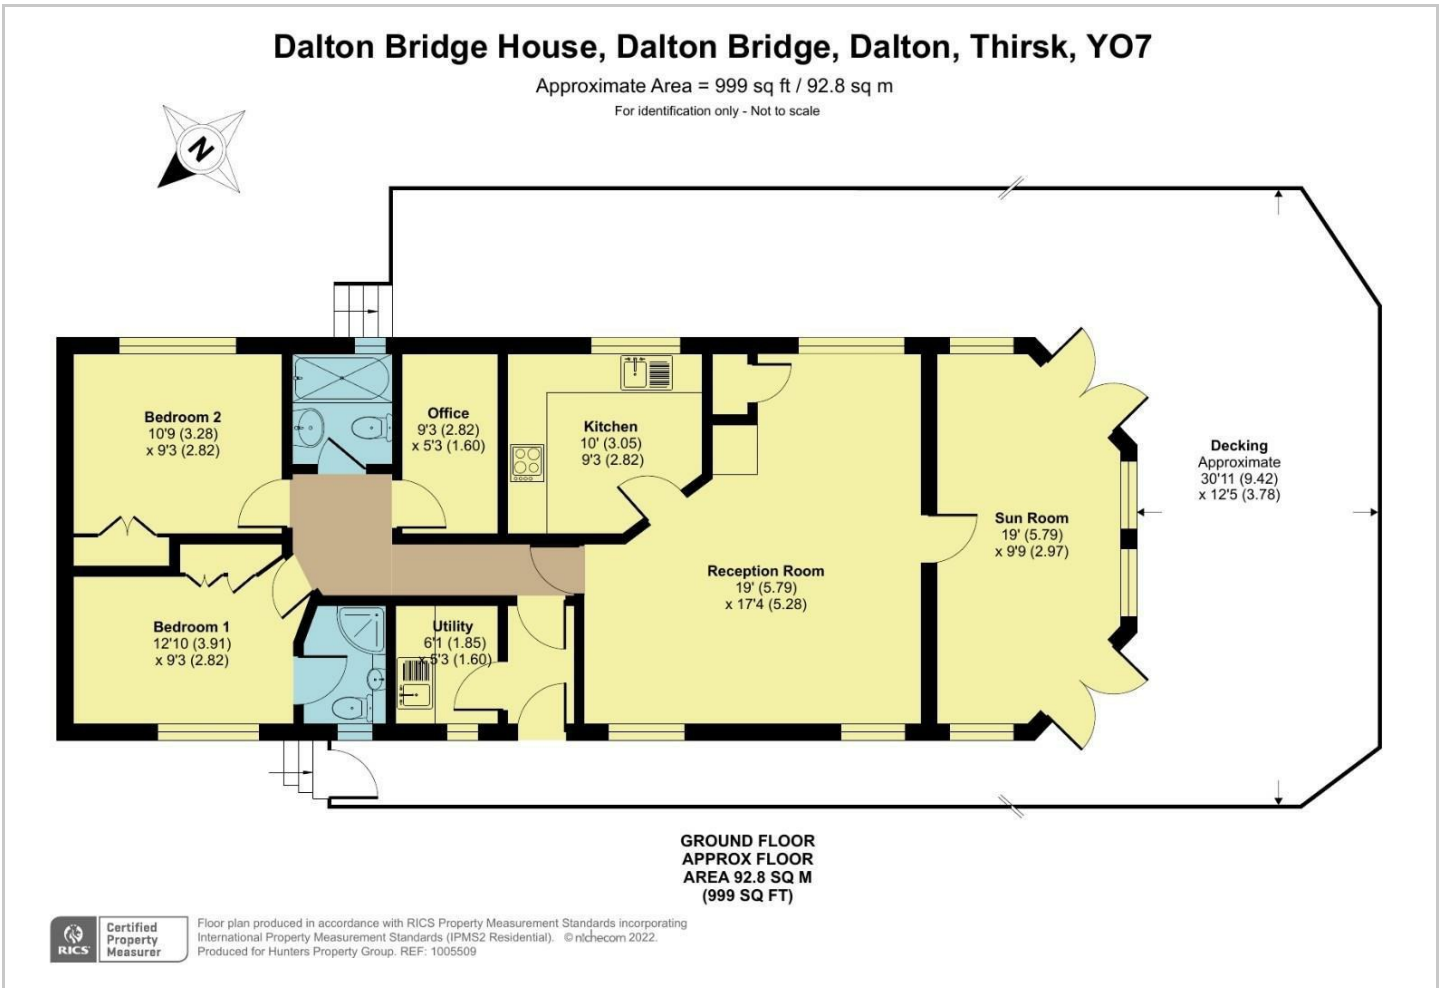 Dalton Bridge House, Dalton Bridge, Dalton, Thirsk, YO7
Approximate Area = 999 sq ft / 92.8 sq m
For identification only - Not to scale
N
Bedroom 2
10'9 (3.28)
x 9'3 (2.82)
Office
9'3 (2.82)
x 5'3 (1.60)
Kitchen
10' (3.05)
9'3 (2.82)
Decking
Approximate
30'11 (9.42)
x 12'5 (3.78)
Sun Room
19' (5.79)
x 9'9 (2.97)
Reception Room
19' (5.79)
x 17'4 (5.28)
Bedroom 1
12'10 (3.91)
x 9'3 (2.82)
Utility
6'1 (1.85)
x 5'3 (1.60)
GROUND FLOOR
APPROX FLOOR
AREA 92.8 SQ M
(999 SQ FT)
RICS
Certified
Property
Measurer
Floor plan produced in accordance with RICS Property Measurement Standards incorporating
International Property Measurement Standards (IPMS2 Residential). © nichecom 2022.
Produced for Hunters Property Group. REF: 1005509